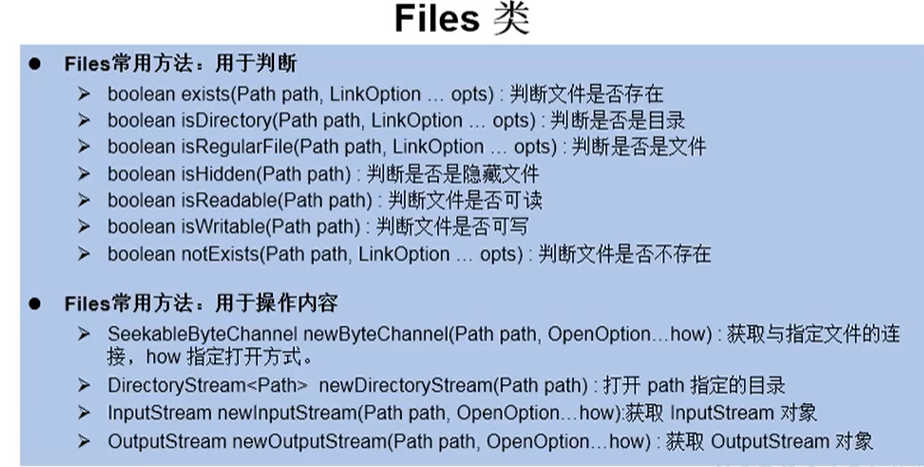 Files 类
● Files常用方法：用于判断
➢ boolean exists(Path path, LinkOption … opts) : 判断文件是否存在
➢ boolean isDirectory(Path path, LinkOption … opts) : 判断是否是目录
➢ boolean isRegularFile(Path path, LinkOption … opts) : 判断是否是文件
➢ boolean isHidden(Path path) : 判断是否是隐藏文件
➢ boolean isReadable(Path path) : 判断文件是否可读
➢ boolean isWritable(Path path) : 判断文件是否可写
➢ boolean notExists(Path path, LinkOption … opts) : 判断文件是否不存在
● Files常用方法：用于操作内容
➢ SeekableByteChannel newByteChannel(Path path, OpenOption…how) : 获取与指定文件的连
接，how 指定打开方式。
➢ DirectoryStream<Path> newDirectoryStream(Path path) : 打开 path 指定的目录
➢ InputStream newInputStream(Path path, OpenOption…how):获取 InputStream 对象
➢ OutputStream newOutputStream(Path path, OpenOption…how) : 获取 OutputStream 对象